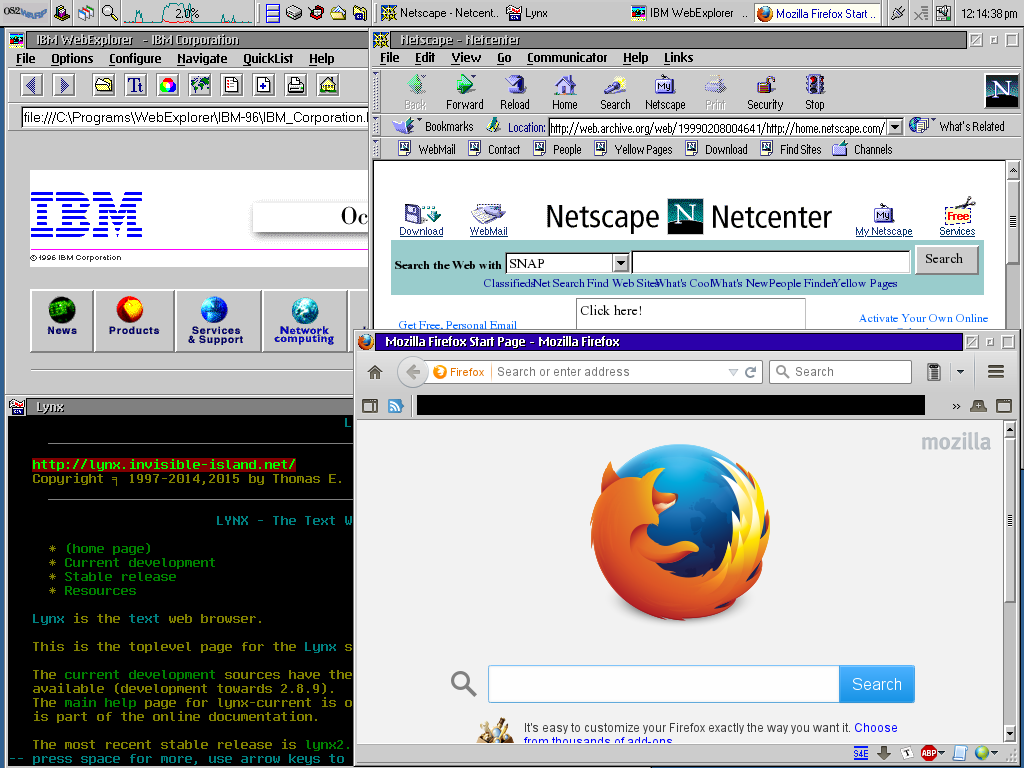 OS2 WARP
2.0%
Netscape - Netcent..
Lynx
IBM WebExplorer ..
Mozilla Firefox Start ..
12:14:38 pm
IBM WebExplorer - IBM Corporation
File Options Configure Navigate QuickList Help
file:///C:\Programs\WebExplorer\IBM-96\IBM_Corporation.
IBM
Oc
© 1996 IBM Corporation
News
Products
Services & Support
Network computing
Netscape - Netcenter
File Edit View Go Communicator Help Links
Back Forward Reload Home Search Netscape Print Security Stop
N
Bookmarks Location: http://web.archive.org/web/19990208004641/http://home.netscape.com/ What's Related
WebMail Contact People Yellow Pages Download Find Sites Channels
Download WebMail Netscape N Netcenter My Netscape Free Services
Search the Web with SNAP Search
Classifieds Net Search Find Web Sites What's Cool What's New People Finder Yellow Pages
Click here!
Get Free, Personal Email
Activate Your Own Online
Lynx
L
http://lynx.invisible-island.net/
Copyright ╕ 1997-2014,2015 by Thomas E.
LYNX - The Text W
* (home page)
* Current development
* Stable release
* Resources
Lynx is the text web browser.
This is the toplevel page for the Lynx s
The current development sources have the
available (development towards 2.8.9).
The main help page for lynx-current is o
is part of the online documentation.
The most recent stable release is lynx2.
-- press space for more, use arrow keys to
Mozilla Firefox Start Page - Mozilla Firefox
Firefox Search or enter address Search
»
mozilla
Search
It's easy to customize your Firefox exactly the way you want it. Choose
from thousands of add-ons
S4E ABP